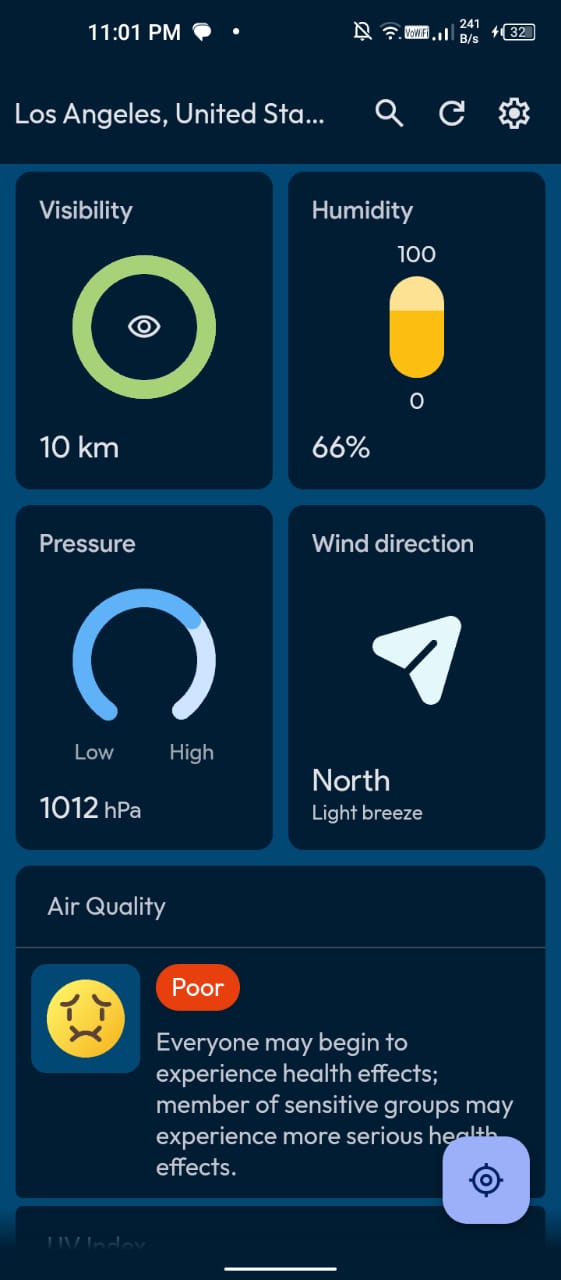 11:01 PM
VoWiFi
241
B/s
32
Los Angeles, United Sta...
Visibility
10 km
Humidity
100
0
66%
Pressure
Low High
1012 hPa
Wind direction
North
Light breeze
Air Quality
Poor
Everyone may begin to
experience health effects;
member of sensitive groups may
experience more serious health
effects.
UV Index